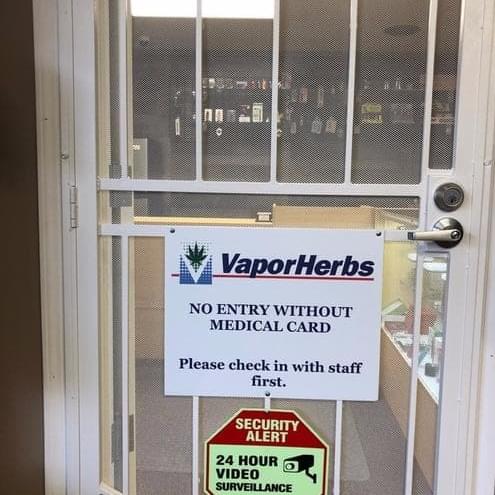 VaporHerbs
NO ENTRY WITHOUT
MEDICAL CARD
Please check in with staff
first.
SECURITY
ALERT
24 HOUR
VIDEO
SURVEILLANCE